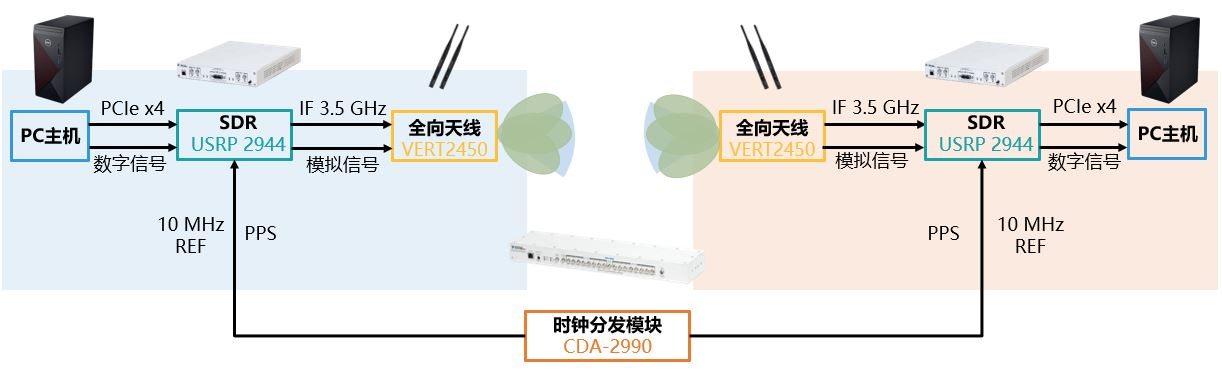 PC主机
PCIe x4
数字信号
SDR
USRP 2944
IF 3.5 GHz
模拟信号
全向天线
VERT2450
10 MHz
REF
PPS
全向天线
VERT2450
IF 3.5 GHz
模拟信号
SDR
USRP 2944
PCIe x4
数字信号
PC主机
PPS
10 MHz
REF
时钟分发模块
CDA-2990